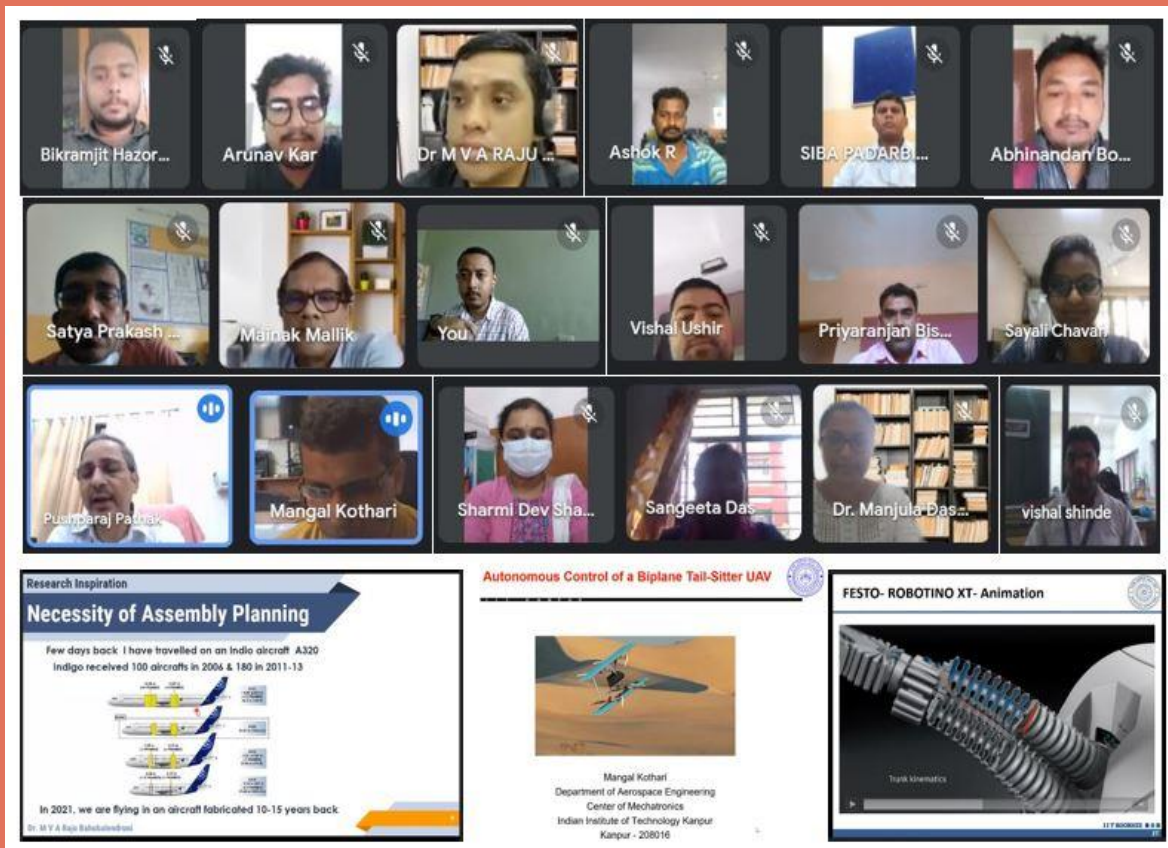 Bikramjit Hazor...
Arunav Kar
Dr M V A RAJU ...
Ashok R
SIBA PADARBI...
Abhinandan Bo...
Satya Prakash ...
Mainak Mallik
You
Vishal Ushir
Priyaranjan Bis...
Sayali Chavan
Pushparaj Pathak
Mangal Kothari
Sharmi Dev Sha...
Sangeeta Das
Dr. Manjula Das...
vishal shinde
Research Inspiration
Necessity of Assembly Planning
Few days back I have travelled on an Indio aircraft A320
Indigo received 100 aircrafts in 2006 & 180 in 2011-13
In 2021, we are flying in an aircraft fabricated 10-15 years back
Dr. M V A Raju Bahubalendruni
Autonomous Control of a Biplane Tail-Sitter UAV
Mangal Kothari
Department of Aerospace Engineering
Center of Mechatronics
Indian Institute of Technology Kanpur
Kanpur - 208016
FESTO- ROBOTINO XT- Animation
Trunk kinematics
IIT ROORKEE